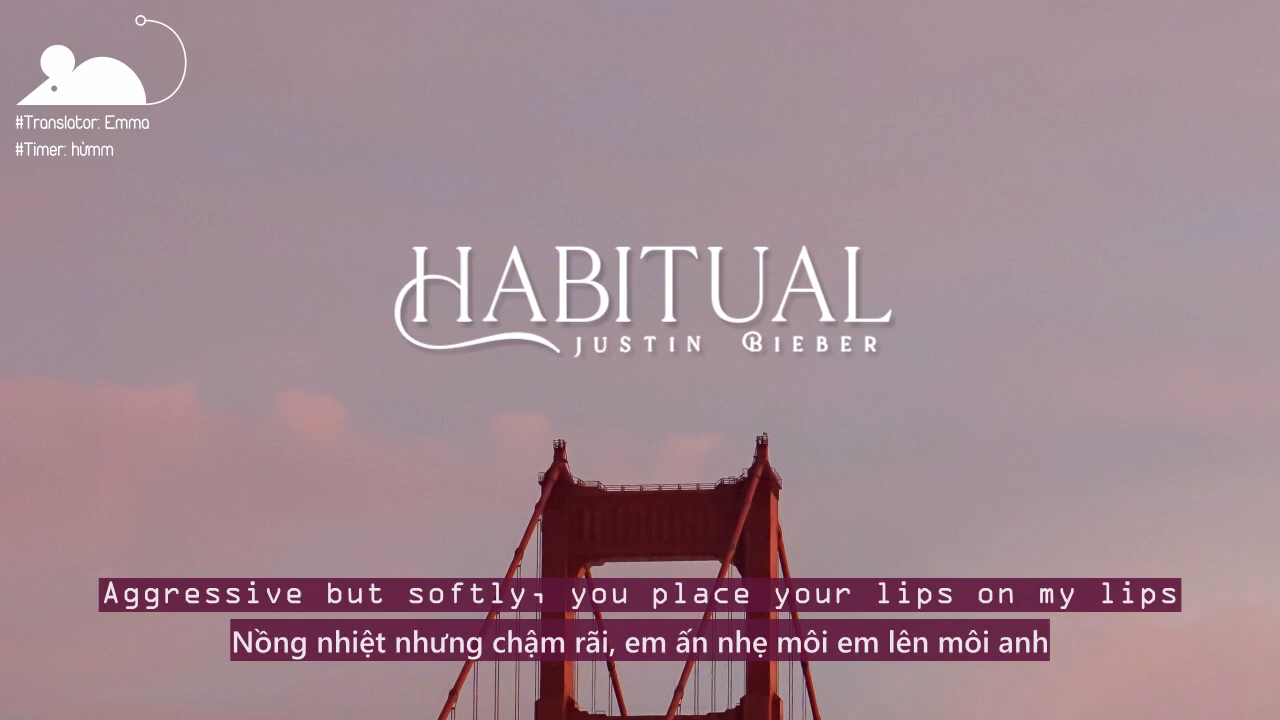 #Translator: Emma
#Timer: hừmm
HABITUAL
JUSTIN BIEBER
Aggressive but softly, you place your lips on my lips
Nồng nhiệt nhưng chậm rãi, em ấn nhẹ môi em lên môi anh